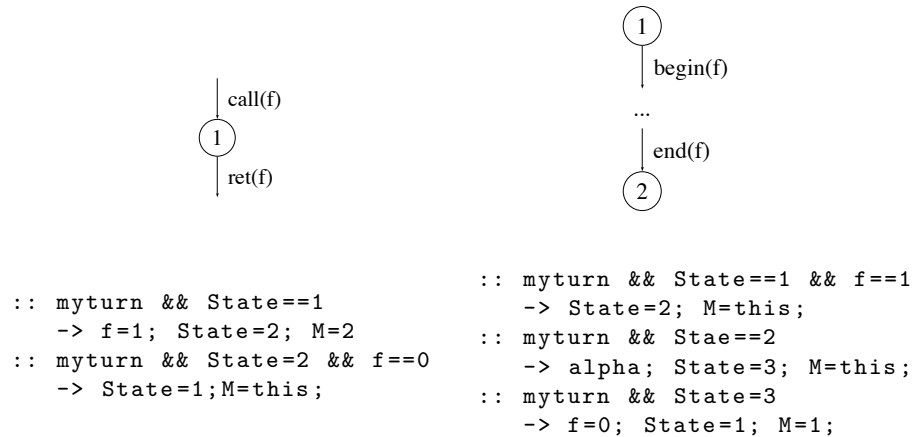 call(f)
1
ret(f)
1
begin(f)
...
end(f)
2
:: myturn && State==1
-> f=1; State=2; M=2
:: myturn && State=2 && f==0
-> State=1;M=this;
:: myturn && State==1 && f==1
-> State=2; M=this;
:: myturn && Stae==2
-> alpha; State=3; M=this;
:: myturn && State=3
-> f=0; State=1; M=1;